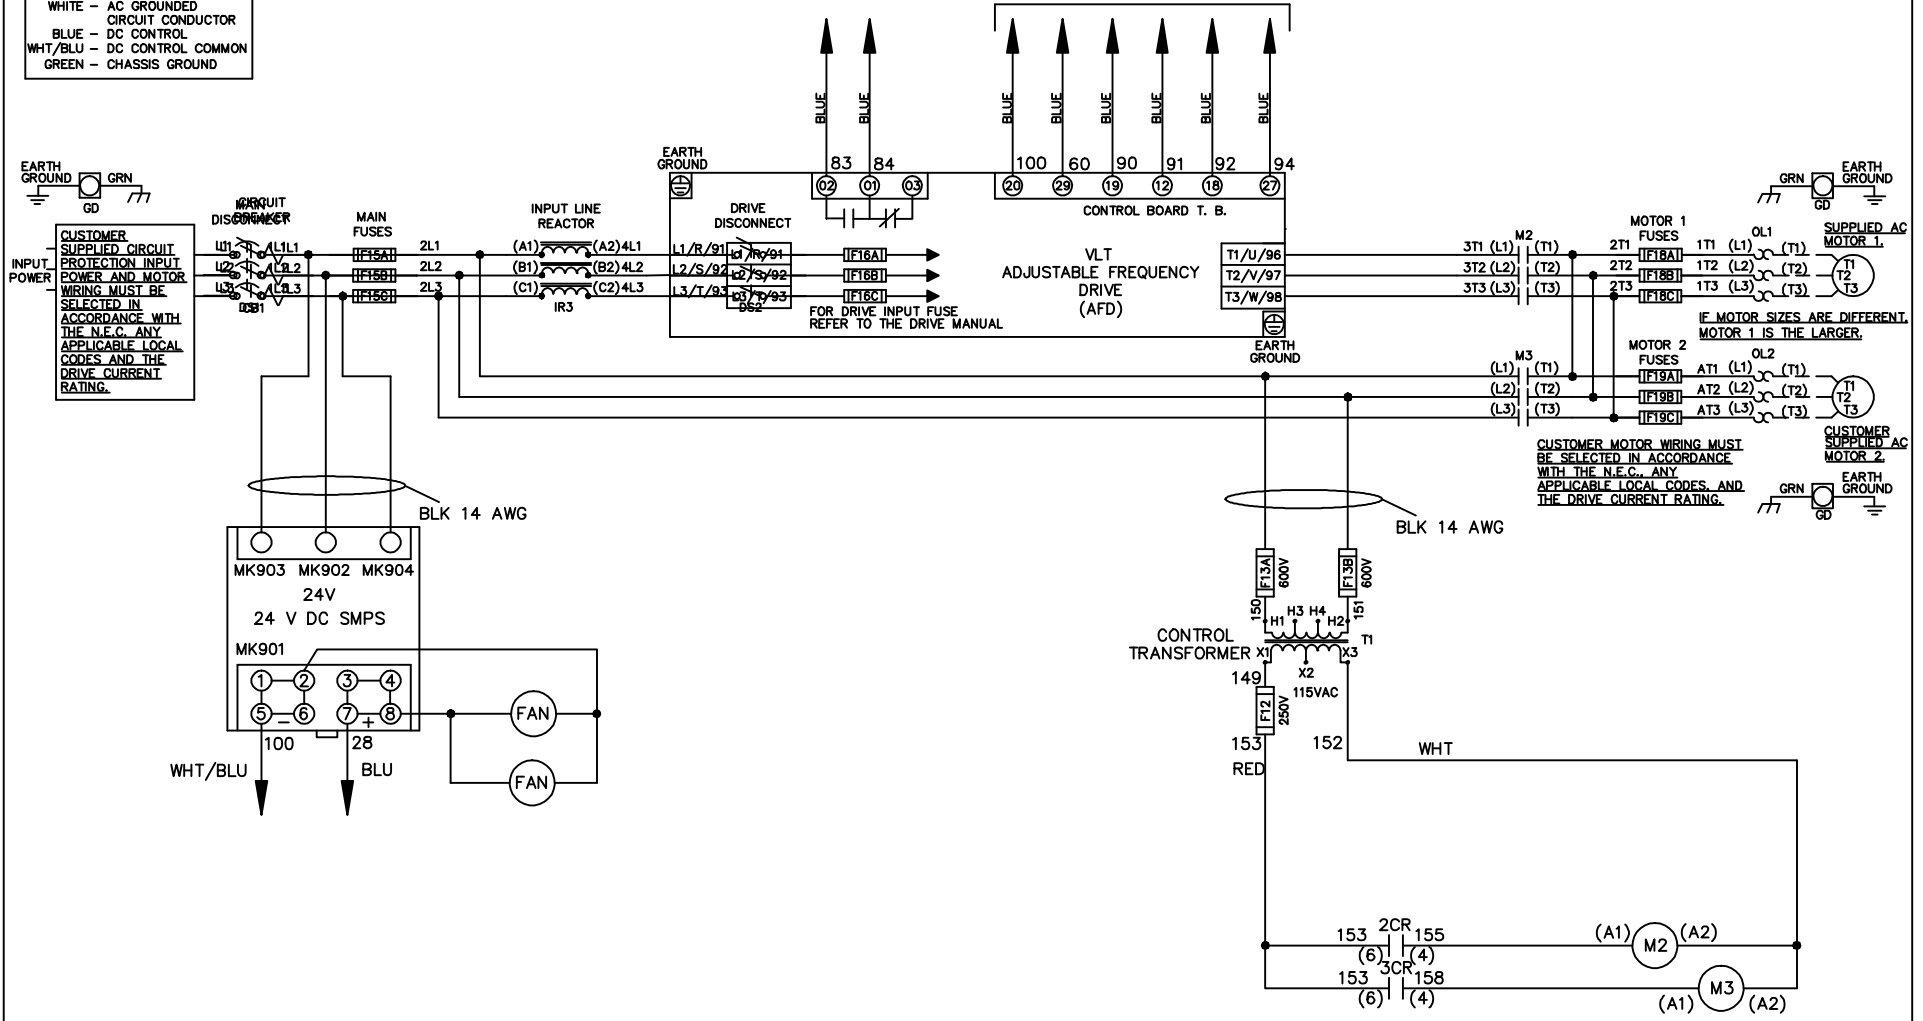 WHITE – AC GROUNDED
CIRCUIT CONDUCTOR
BLUE – DC CONTROL
WHT/BLU – DC CONTROL COMMON
GREEN – CHASSIS GROUND
BLUE
BLUE
BLUE
BLUE
BLUE
BLUE
BLUE
BLUE
EARTH
GROUND
GRN
GD
EARTH
GROUND
83
84
02
01
03
100
60
90
91
92
94
20
29
19
12
18
27
CONTROL BOARD T. B.
GRN
EARTH
GROUND
GD
CUSTOMER
SUPPLIED CIRCUIT
PROTECTION INPUT
POWER AND MOTOR
WIRING MUST BE
SELECTED IN
ACCORDANCE WITH
THE N.E.C. ANY
APPLICABLE LOCAL
CODES AND THE
DRIVE CURRENT
RATING.
INPUT
POWER
MAIN
DISCONNECT
CIRCUIT
BREAKER
L1
L2
L3
1L1
1L2
1L3
DS1
CB1
MAIN
FUSES
F15A
F15B
F15C
2L1
2L2
2L3
INPUT LINE
REACTOR
(A1)
(A2) 4L1
(B1)
(B2) 4L2
(C1)
(C2) 4L3
IR3
L1/R/91
L2/S/92
L3/T/93
DRIVE
DISCONNECT
L1/R/91
L2/S/92
L3/T/93
DS2
F16A
F16B
F16C
FOR DRIVE INPUT FUSE
REFER TO THE DRIVE MANUAL
VLT
ADJUSTABLE FREQUENCY
DRIVE
(AFD)
T1/U/96
T2/V/97
T3/W/98
EARTH
GROUND
M2
3T1 (L1) (T1)
3T2 (L2) (T2)
3T3 (L3) (T3)
MOTOR 1
FUSES
2T1 F18A 1T1 (L1) (T1)
2T2 F18B 1T2 (L2) (T2)
2T3 F18C 1T3 (L3) (T3)
OL1
SUPPLIED AC
MOTOR 1.
T1
T2
T3
IF MOTOR SIZES ARE DIFFERENT,
MOTOR 1 IS THE LARGER.
M3
(L1) (T1)
(L2) (T2)
(L3) (T3)
MOTOR 2
FUSES
OL2
F19A AT1 (L1) (T1)
F19B AT2 (L2) (T2)
F19C AT3 (L3) (T3)
T1
T2
T3
CUSTOMER
SUPPLIED AC
MOTOR 2.
CUSTOMER MOTOR WIRING MUST
BE SELECTED IN ACCORDANCE
WITH THE N.E.C., ANY
APPLICABLE LOCAL CODES, AND
THE DRIVE CURRENT RATING.
GRN
EARTH
GROUND
GD
BLK 14 AWG
BLK 14 AWG
MK903 MK902 MK904
24V
24 V DC SMPS
MK901
1 2 3 4
5 – 6 7 + 8
100
28
WHT/BLU
BLU
FAN
FAN
F13A
600V
F13B
600V
150
151
H1 H3 H4 H2
T1
CONTROL
TRANSFORMER
X1
X3
X2
149
115VAC
F12
250V
153
152
RED
WHT
2CR
153
155
(6)
(4)
(A1)
M2
(A2)
3CR
153
158
(6)
(4)
(A1)
M3
(A2)